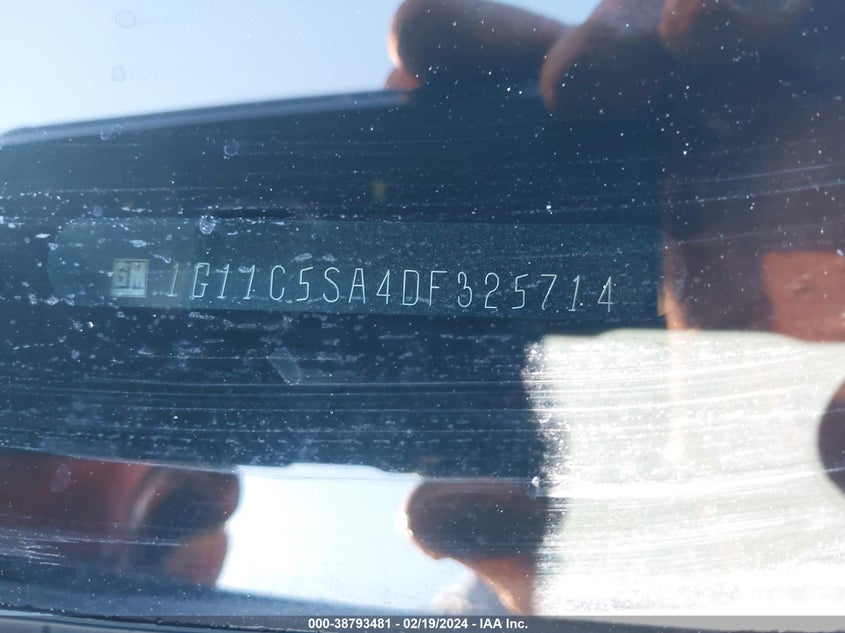 GM 1G11C5SA4DF325714
000-38793481 - 02/19/2024 - IAA Inc.